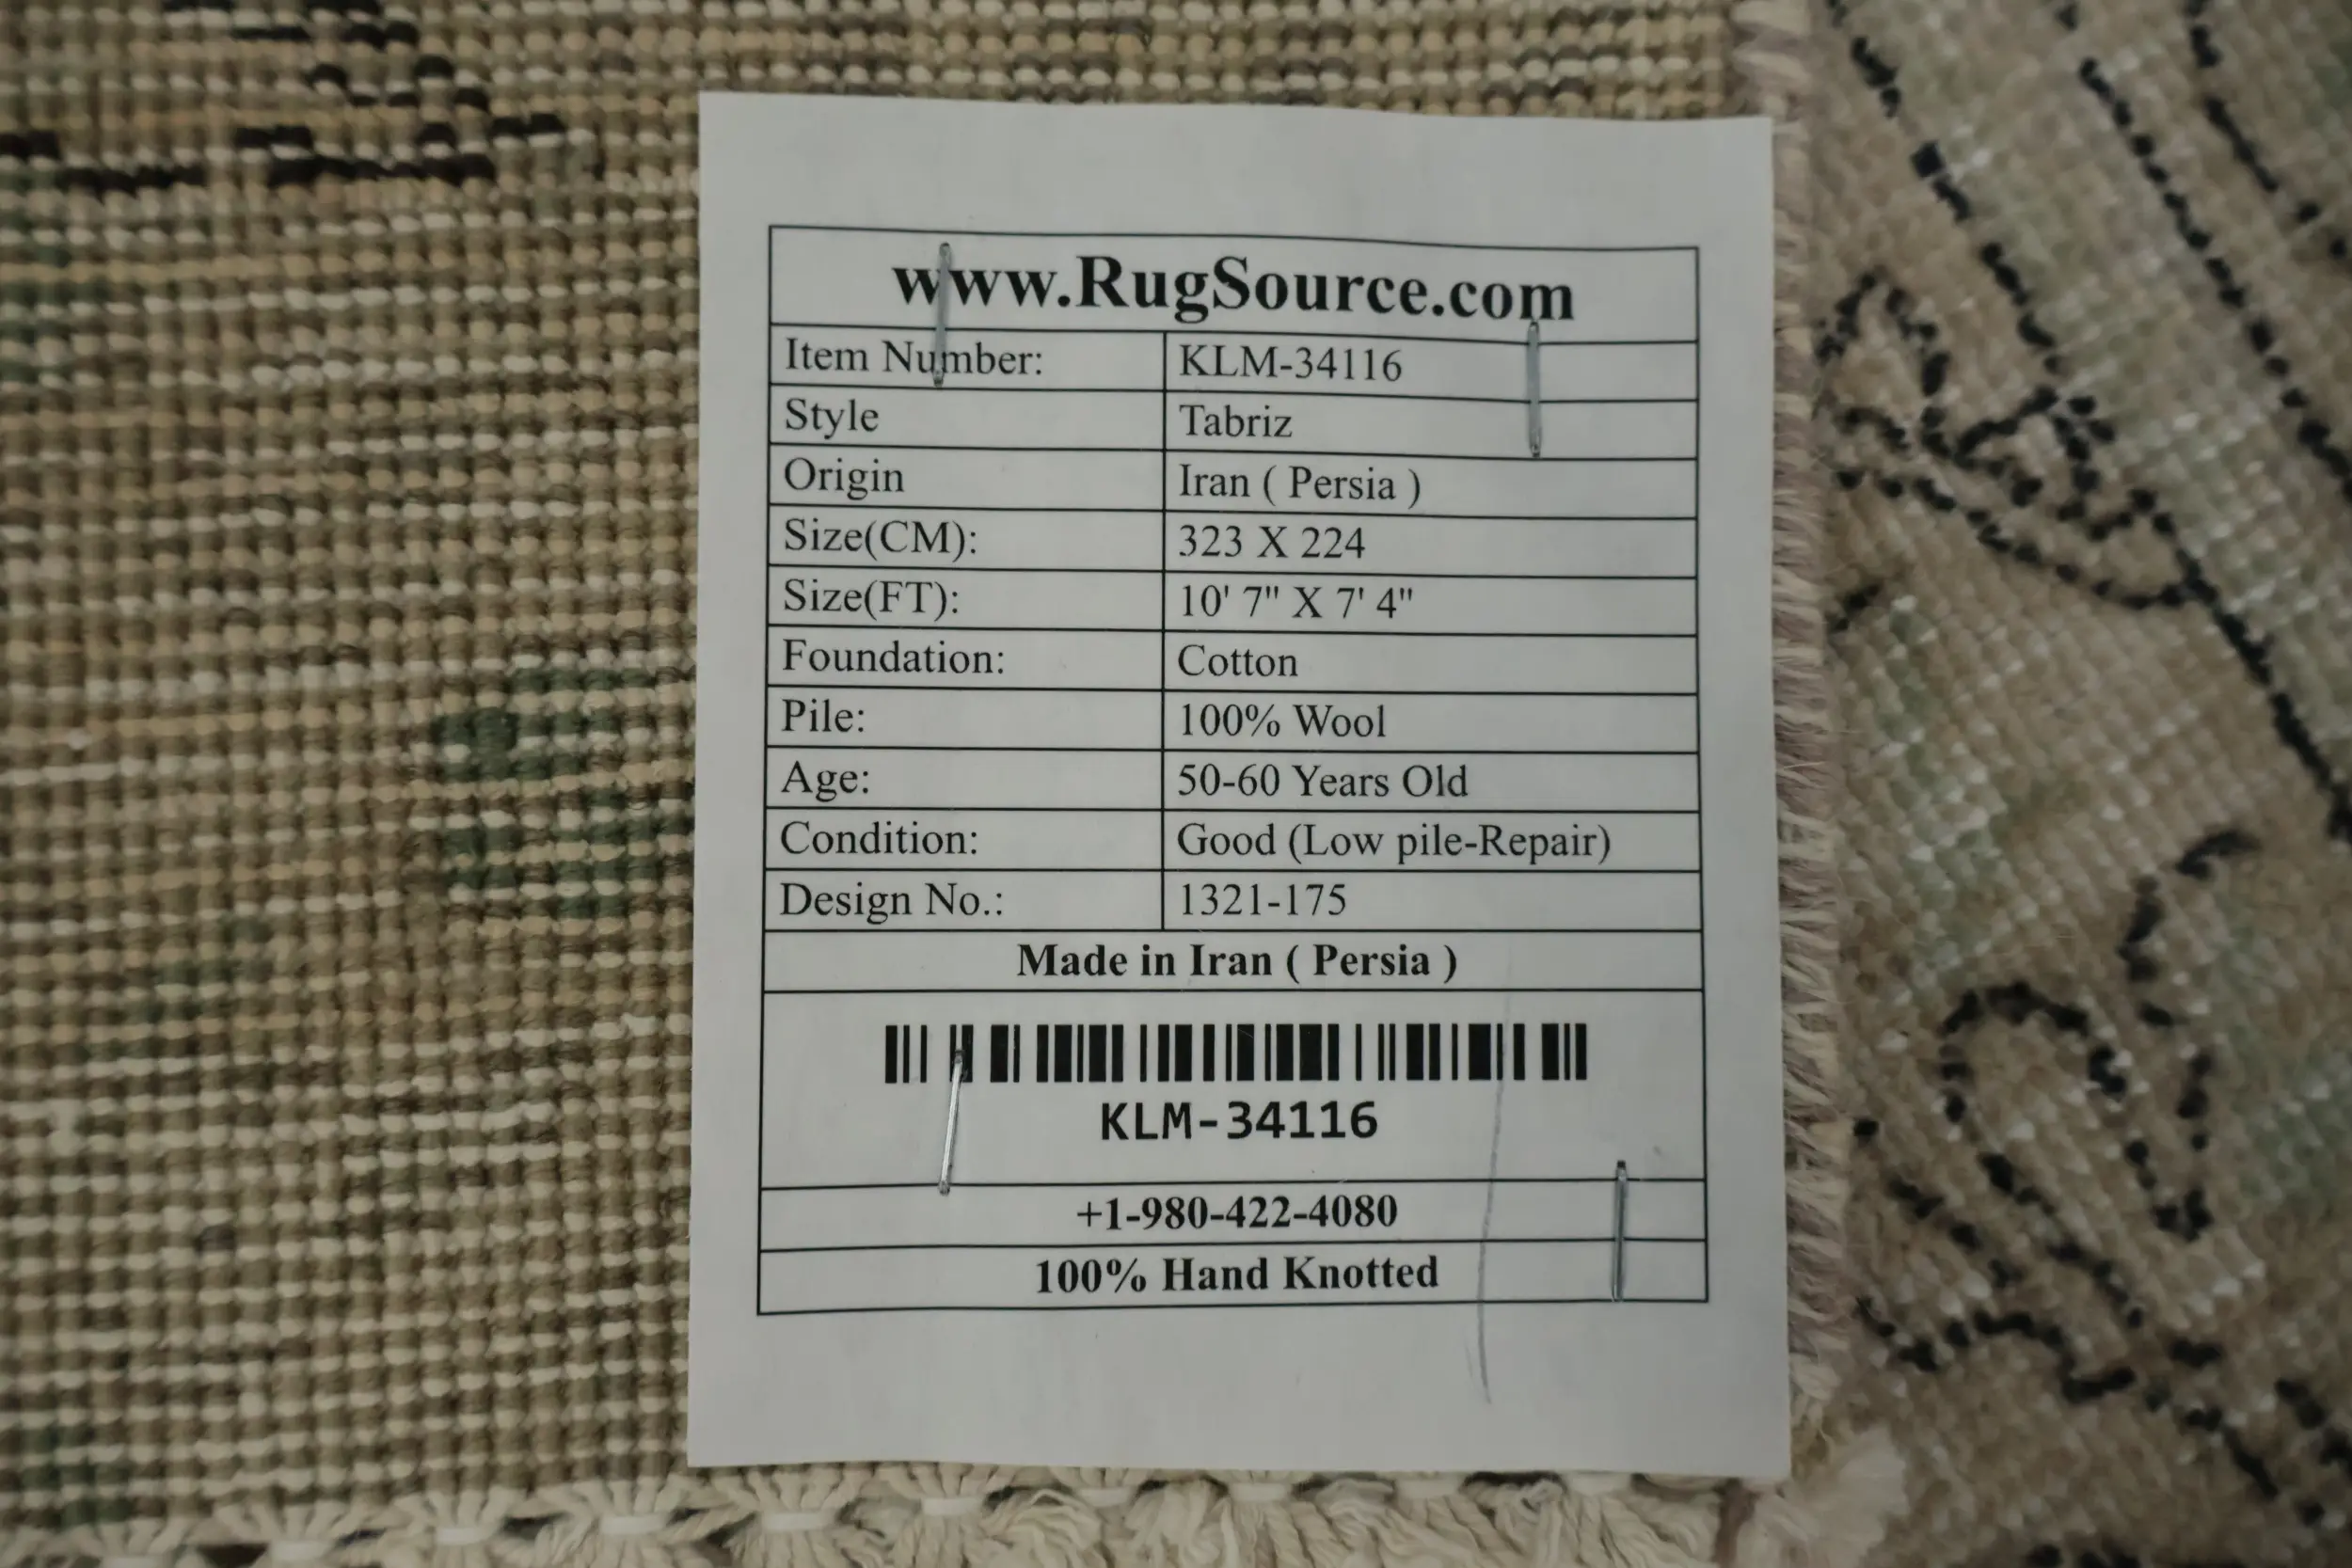 www.RugSource.com
Item Number: KLM-34116
Style Tabriz
Origin Iran ( Persia )
Size(CM): 323 X 224
Size(FT): 10' 7" X 7' 4"
Foundation: Cotton
Pile: 100% Wool
Age: 50-60 Years Old
Condition: Good (Low pile-Repair)
Design No.: 1321-175
Made in Iran ( Persia )
KLM-34116
+1-980-422-4080
100% Hand Knotted